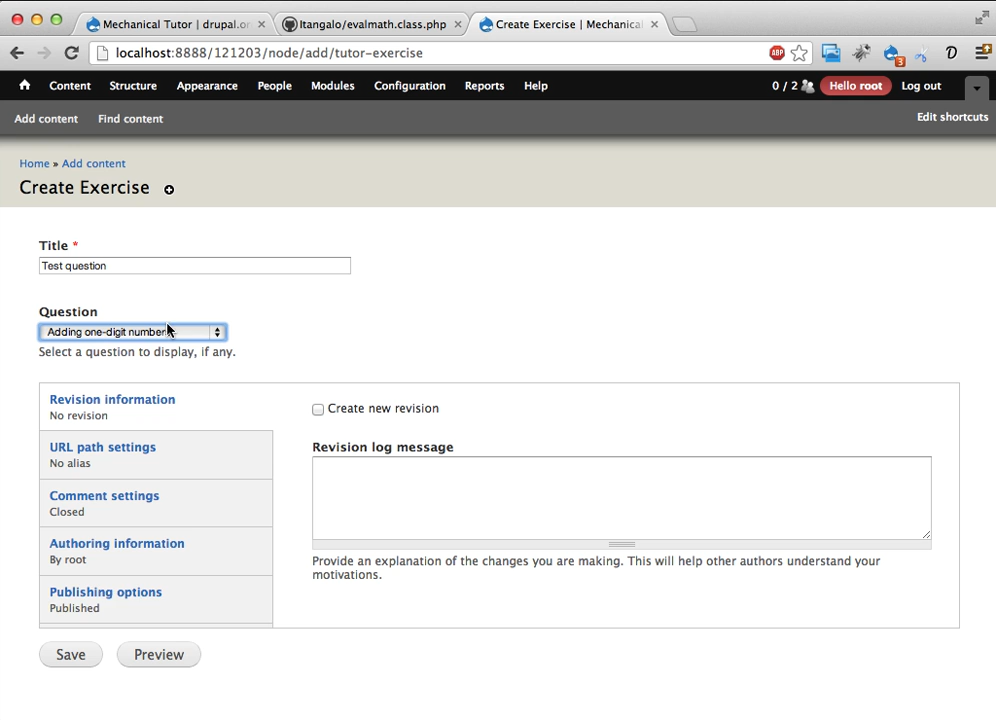 Mechanical Tutor | drupal.or
Itangalo/evalmath.class.php
Create Exercise | Mechanical
localhost:8888/121203/node/add/tutor-exercise
ABP
3
D
Content Structure Appearance People Modules Configuration Reports Help
0 / 2 Hello root Log out
Add content Find content
Edit shortcuts
Home » Add content
Create Exercise
Title *
Test question
Question
Adding one-digit number
Select a question to display, if any.
Revision information
No revision
URL path settings
No alias
Comment settings
Closed
Authoring information
By root
Publishing options
Published
Create new revision
Revision log message
Provide an explanation of the changes you are making. This will help other authors understand your
motivations.
Save Preview